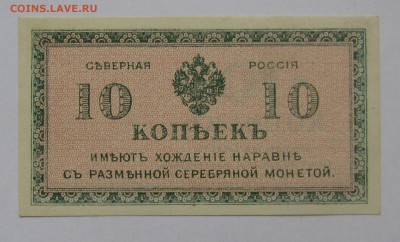 COINS.LAVE.RU
СѢВЕРНАЯ РОССІЯ
10 10
КОПѢЕКЪ
ИМѢЮТЪ ХОЖДЕНІЕ НАРАВНѢ
СЪ РАЗМѢННОЙ СЕРЕБРЯНОЙ МОНЕТОЙ.